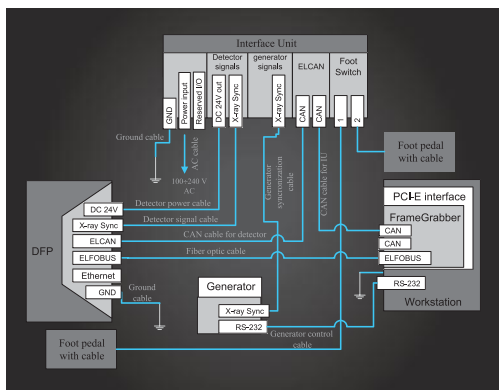 Interface Unit
Detector
signals
generator
signals
ELCAN
Foot
Switch
GND
Power input
Reserved I/O
DC 24V out
X-ray Sync
X-ray Sync
CAN
CAN
1
2
Ground cable
AC cable
100÷240 V
AC
Generator
syncronization
cable
CAN cable for IU
Foot pedal
with cable
Detector power cable
Detector signal cable
CAN cable for detector
Fiber optic cable
DFP
DC 24V
X-ray Sync
ELCAN
ELFOBUS
Ethernet
GND
Ground
cable
PCI-E interface
FrameGrabber
CAN
CAN
ELFOBUS
RS-232
Workstation
Generator
X-ray Sync
RS-232
Generator control
cable
Foot pedal
with cable